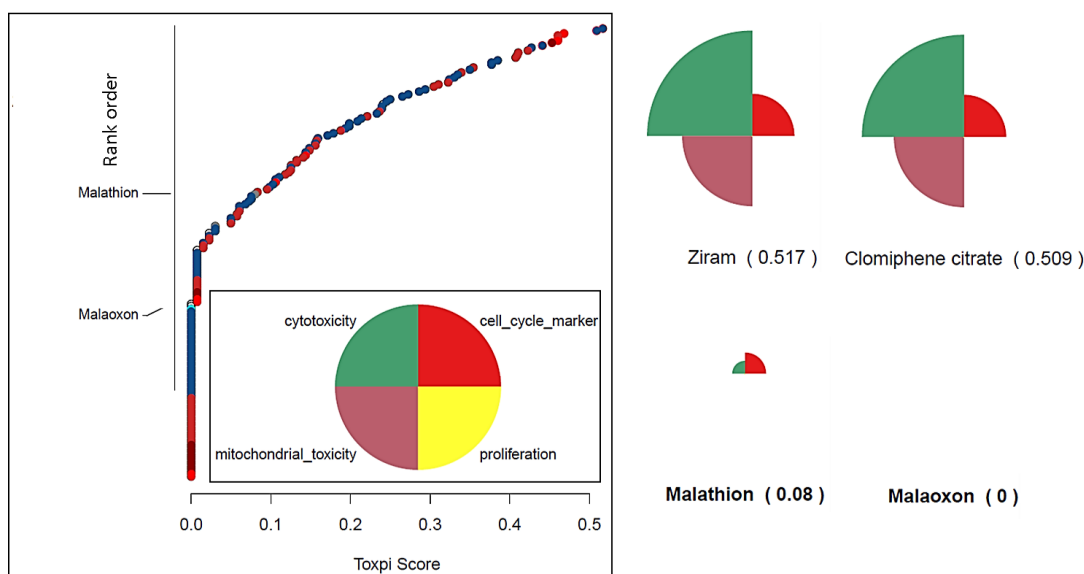 Rank order
Malathion
Malaoxon
cytotoxicity
cell_cycle_marker
mitochondrial_toxicity
proliferation
0.0
0.1
0.2
0.3
0.4
0.5
Toxpi Score
Ziram ( 0.517 )
Clomiphene citrate ( 0.509 )
Malathion ( 0.08 )
Malaoxon ( 0 )